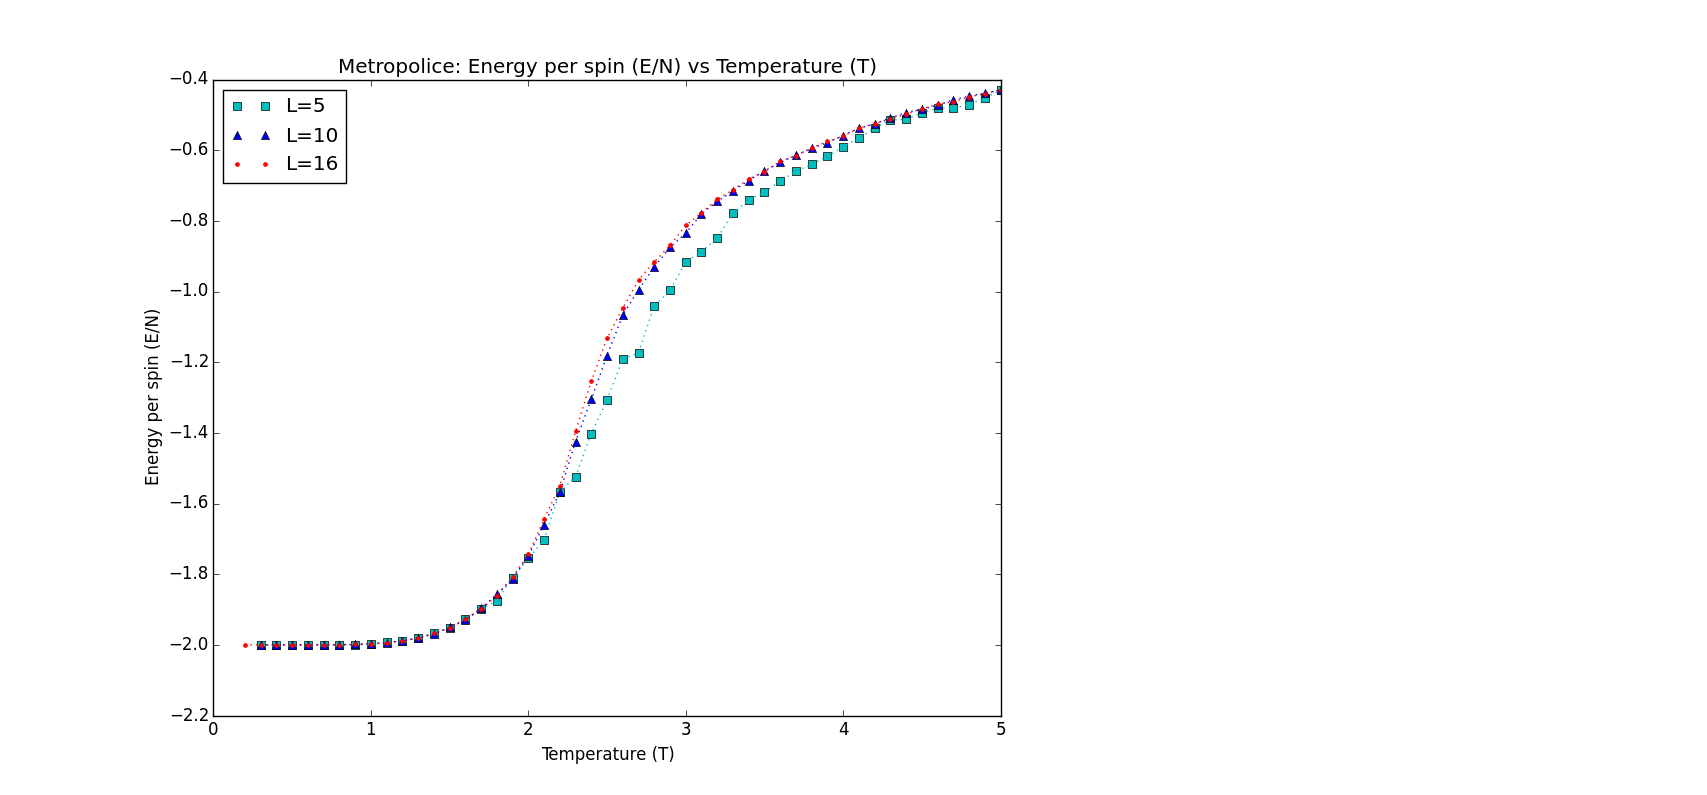 Metropolice: Energy per spin (E/N) vs Temperature (T)
−0.4
L=5
L=10
L=16
−0.6
−0.8
−1.0
−1.2
−1.4
−1.6
−1.8
−2.0
−2.2
Energy per spin (E/N)
0 1 2 3 4 5
Temperature (T)